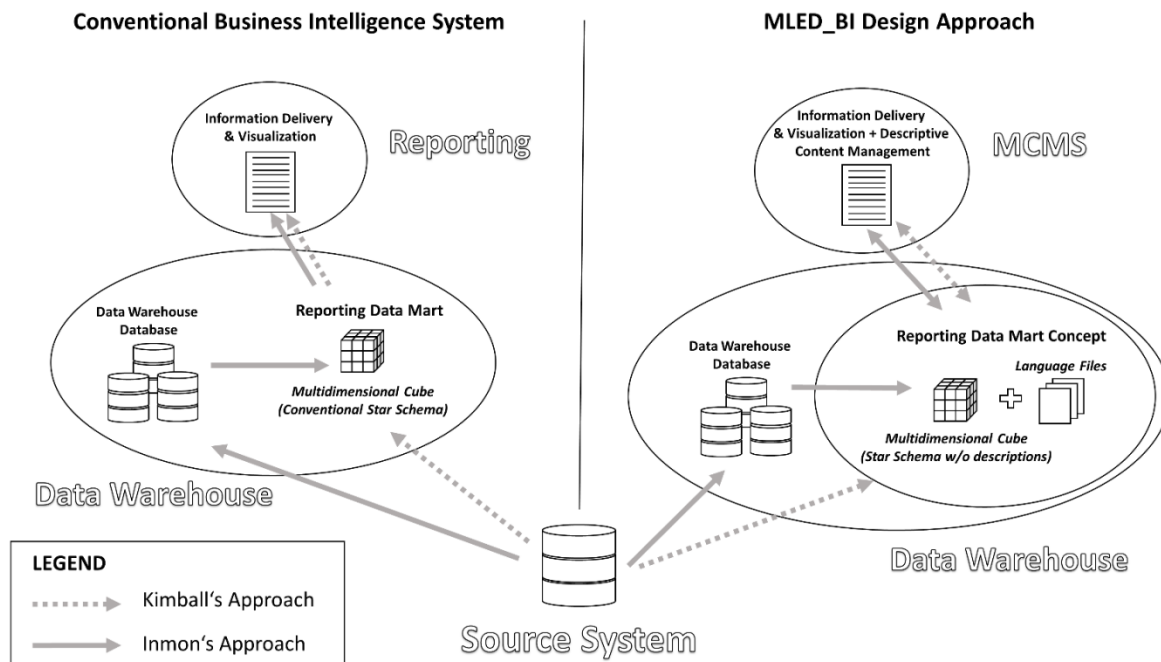 Conventional Business Intelligence System
Information Delivery
& Visualization
Reporting
Data Warehouse
Database
Reporting Data Mart
Multidimensional Cube
(Conventional Star Schema)
Data Warehouse
MLED_BI Design Approach
Information Delivery
& Visualization + Descriptive
Content Management
MCMS
Data Warehouse
Database
Reporting Data Mart Concept
Language Files
Multidimensional Cube
(Star Schema w/o descriptions)
Data Warehouse
Source System
LEGEND
Kimball‘s Approach
Inmon‘s Approach